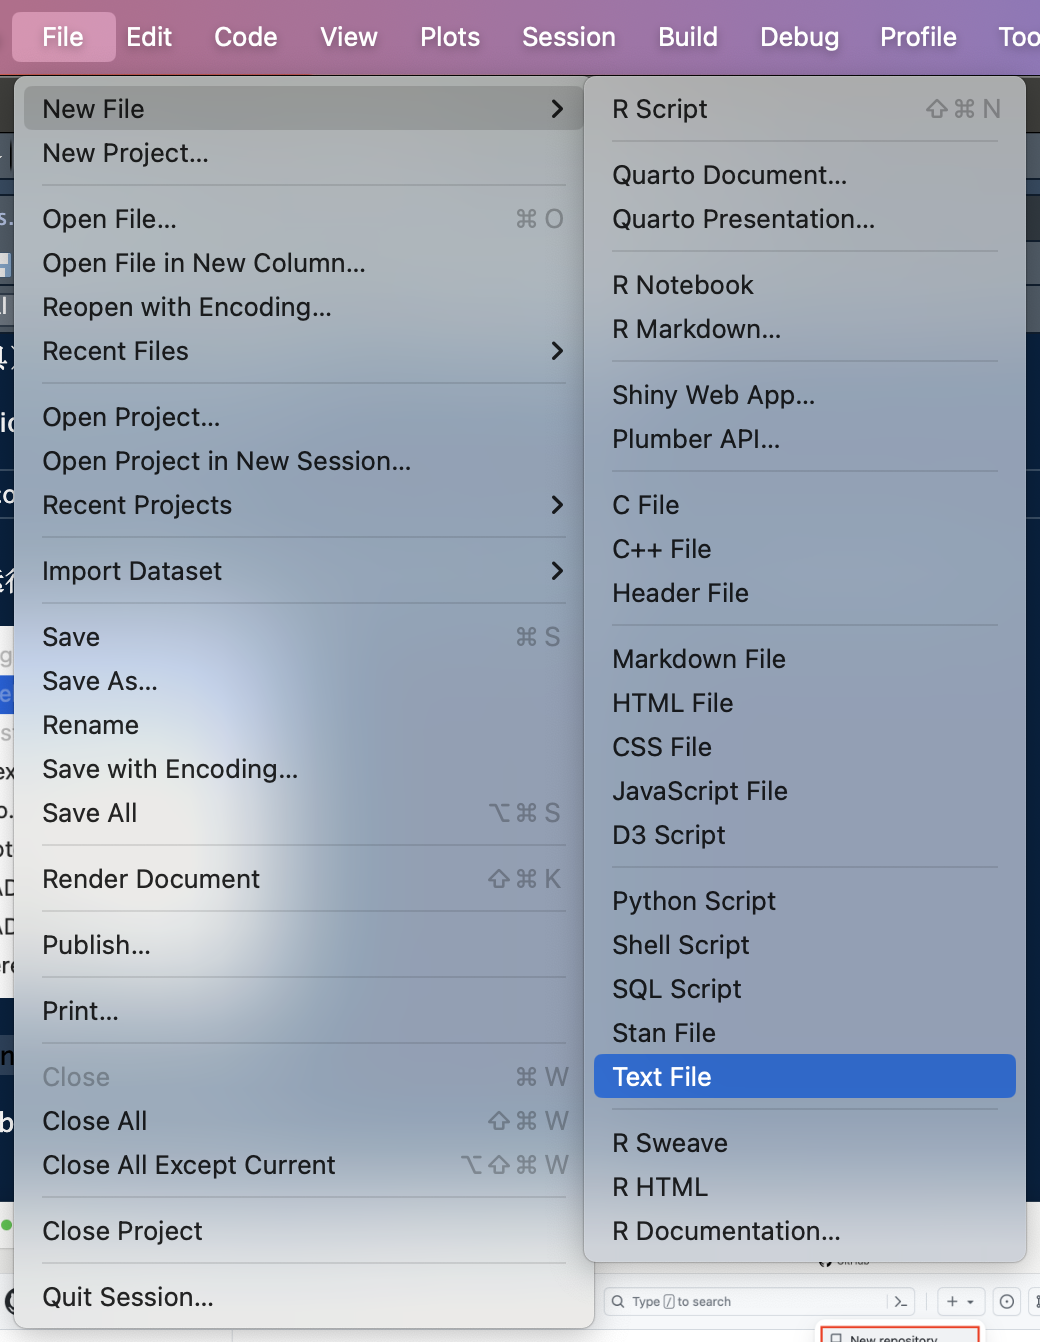 File Edit Code View Plots Session Build Debug Profile Too
New File
New Project...
Open File... ⌘ O
Open File in New Column...
Reopen with Encoding...
Recent Files
Open Project...
Open Project in New Session...
Recent Projects
Import Dataset
Save ⌘ S
Save As...
Rename
Save with Encoding...
Save All ⌥ ⌘ S
Render Document ⇧ ⌘ K
Publish...
Print...
Close ⌘ W
Close All ⇧ ⌘ W
Close All Except Current ⌥ ⇧ ⌘ W
Close Project
Quit Session...
R Script ⇧ ⌘ N
Quarto Document...
Quarto Presentation...
R Notebook
R Markdown...
Shiny Web App...
Plumber API...
C File
C++ File
Header File
Markdown File
HTML File
CSS File
JavaScript File
D3 Script
Python Script
Shell Script
SQL Script
Stan File
Text File
R Sweave
R HTML
R Documentation...
Type / to search
New repository